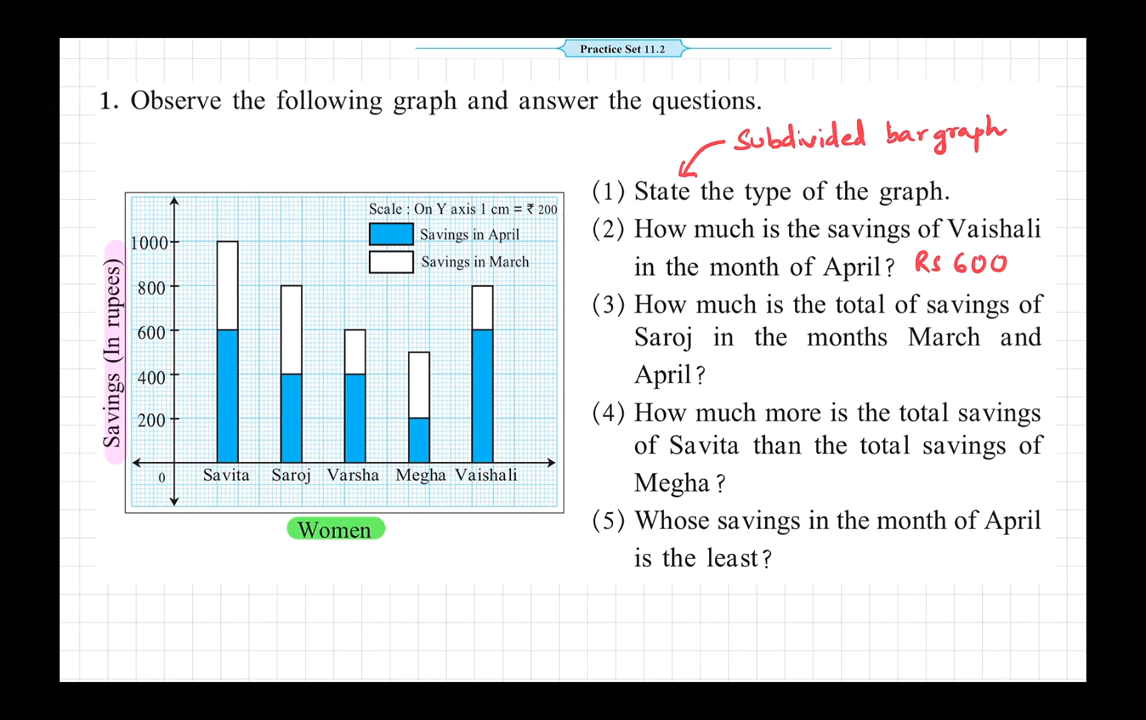 Practice Set 11.2
1. Observe the following graph and answer the questions.
Subdivided bar graph
Scale : On Y axis 1 cm = ₹ 200
Savings in April
Savings in March
Savings (In rupees)
1000
800
600
400
200
0
Savita Saroj Varsha Megha Vaishali
Women
(1) State the type of the graph.
(2) How much is the savings of Vaishali
in the month of April? Rs 600
(3) How much is the total of savings of
Saroj in the months March and
April?
(4) How much more is the total savings
of Savita than the total savings of
Megha?
(5) Whose savings in the month of April
is the least?